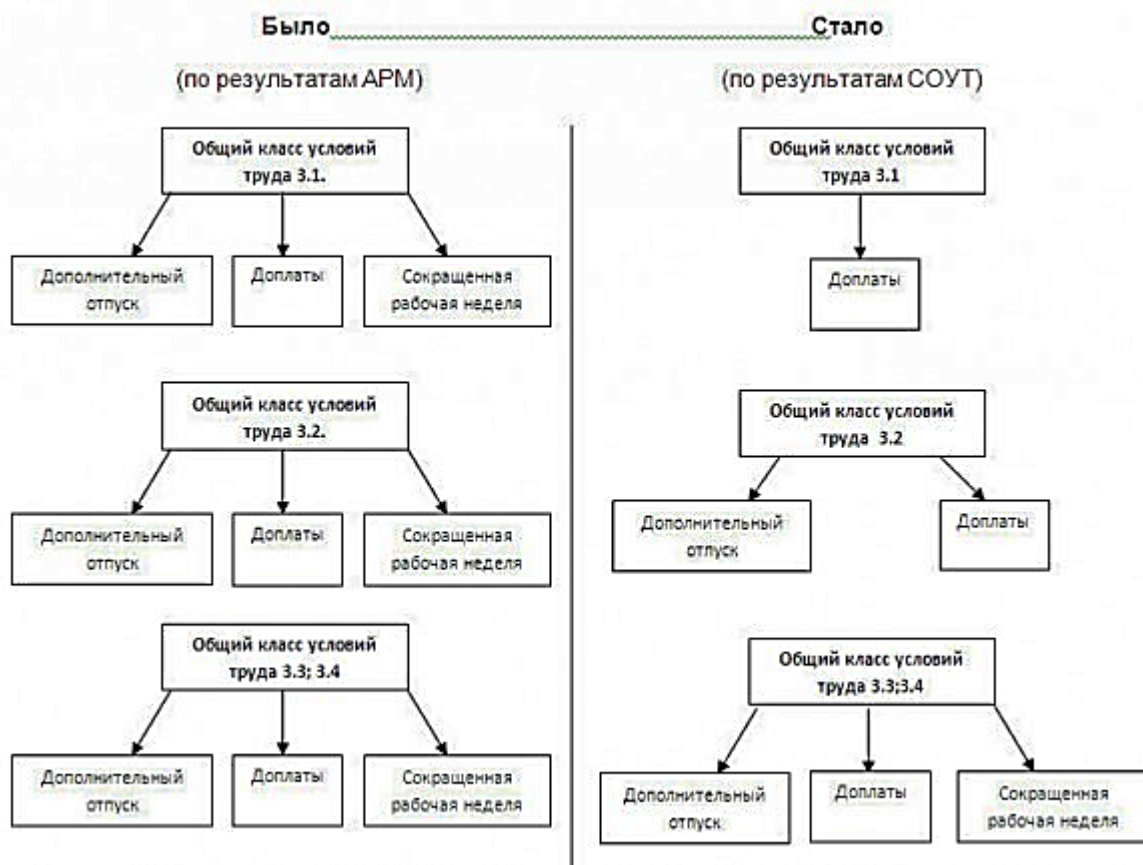 Было Стало
(по результатам АРМ)
Общий класс условий
труда 3.1.
Дополнительный
отпуск
Доплаты
Сокращенная
рабочая неделя
Общий класс условий
труда 3.2.
Дополнительный
отпуск
Доплаты
Сокращенная
рабочая неделя
Общий класс условий
труда 3.3; 3.4
Дополнительный
отпуск
Доплаты
Сокращенная
рабочая неделя
(по результатам СОУТ)
Общий класс условий
труда 3.1
Доплаты
Общий класс условий
труда 3.2
Дополнительный
отпуск
Доплаты
Общий класс условий
труда 3.3;3.4
Дополнительный
отпуск
Доплаты
Сокращенная
рабочая неделя